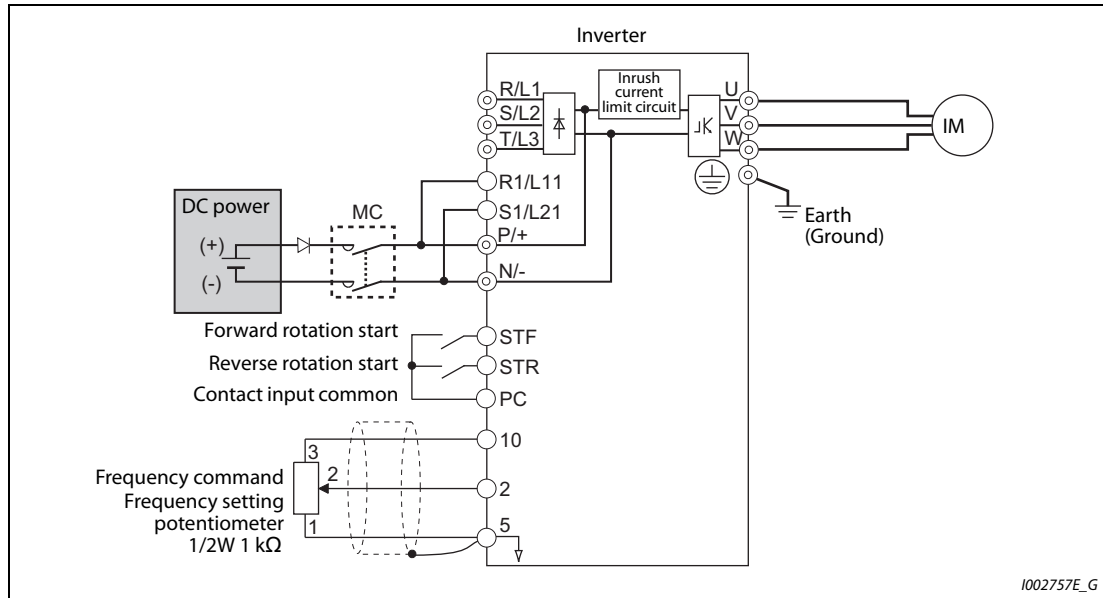 Inverter
R/L1
S/L2
T/L3
Inrush
current
limit circuit
U
V
W
IM
R1/L11
S1/L21
P/+
N/-
DC power
(+)
(-)
MC
Earth
(Ground)
Forward rotation start
STF
Reverse rotation start
STR
Contact input common
PC
10
3
Frequency command
2
2
Frequency setting
potentiometer
1
5
1/2W 1 kΩ
I002757E_G